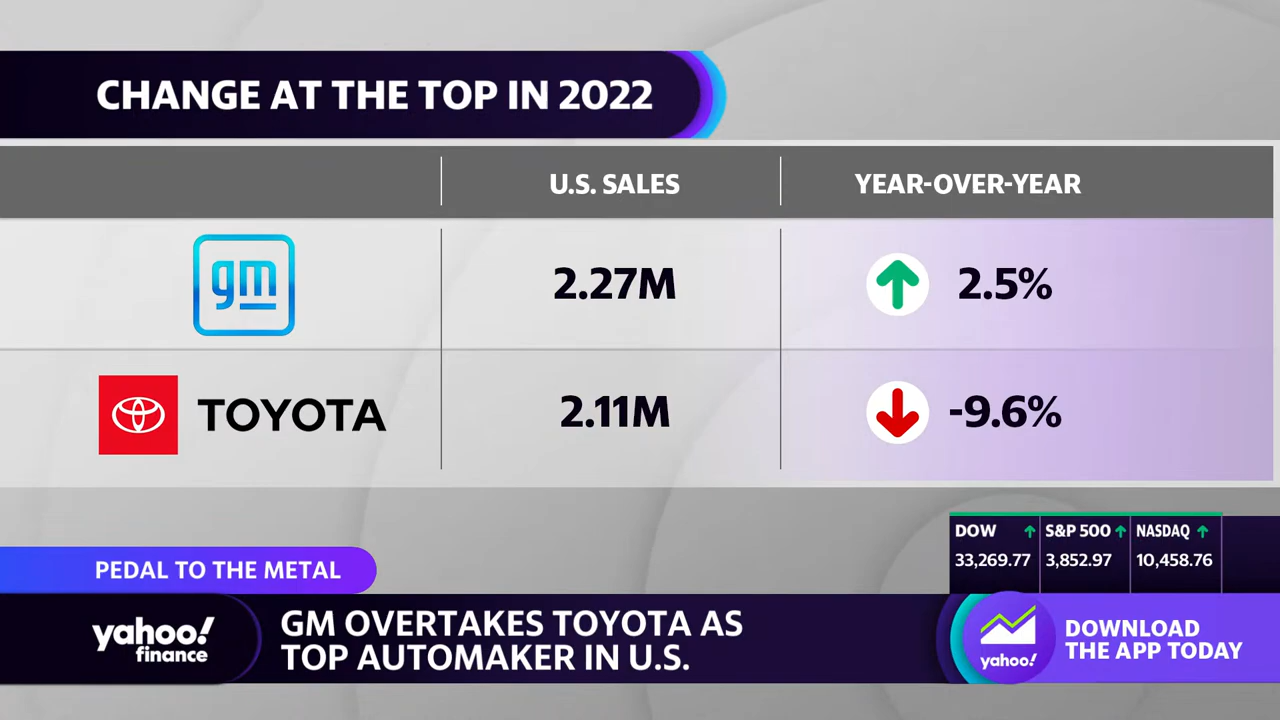 CHANGE AT THE TOP IN 2022
U.S. SALES
YEAR-OVER-YEAR
gm
2.27M
2.5%
TOYOTA
2.11M
-9.6%
DOW
33,269.77
S&P 500
3,852.97
NASDAQ
10,458.76
PEDAL TO THE METAL
yahoo!
finance
GM OVERTAKES TOYOTA AS
TOP AUTOMAKER IN U.S.
yahoo!
DOWNLOAD
THE APP TODAY